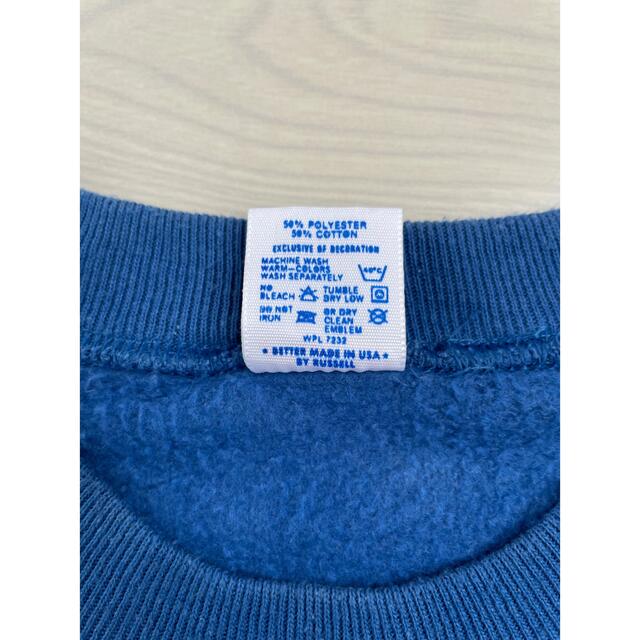 50% POLYESTER
50% COTTON
EXCLUSIVE OF DECORATION
MACHINE WASH
WARM-COLORS
WASH SEPARATELY
40°C
NO
BLEACH
TUMBLE
DRY LOW
DO NOT
IRON
OR DRY
CLEAN
EMBLEM
WPL 7232
★ BETTER MADE IN USA ★
BY RUSSELL